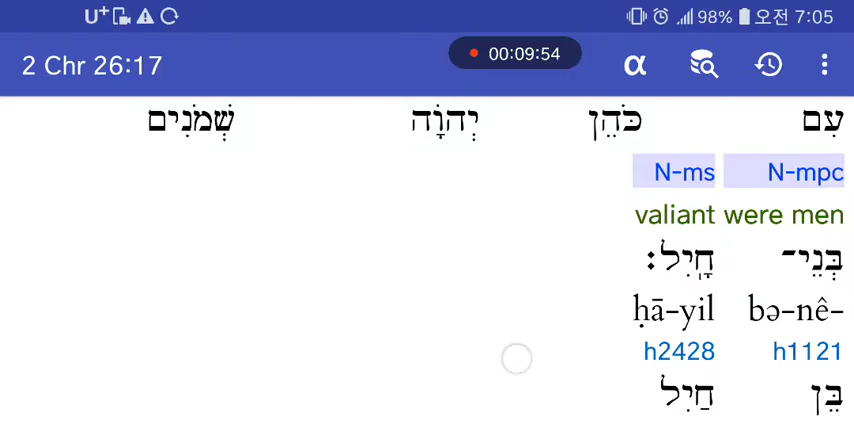 U+ 98% 오전 7:05
2 Chr 26:17 00:09:54 α
עִם כֹּהֵן יְהוָֹה שְׁמֹנִים
N-mpc N-ms
were men valiant
בְּנֵי־ חָֽיִל׃
bə-nê- ḥā-yil
h1121 h2428
בֵּן חַיִל